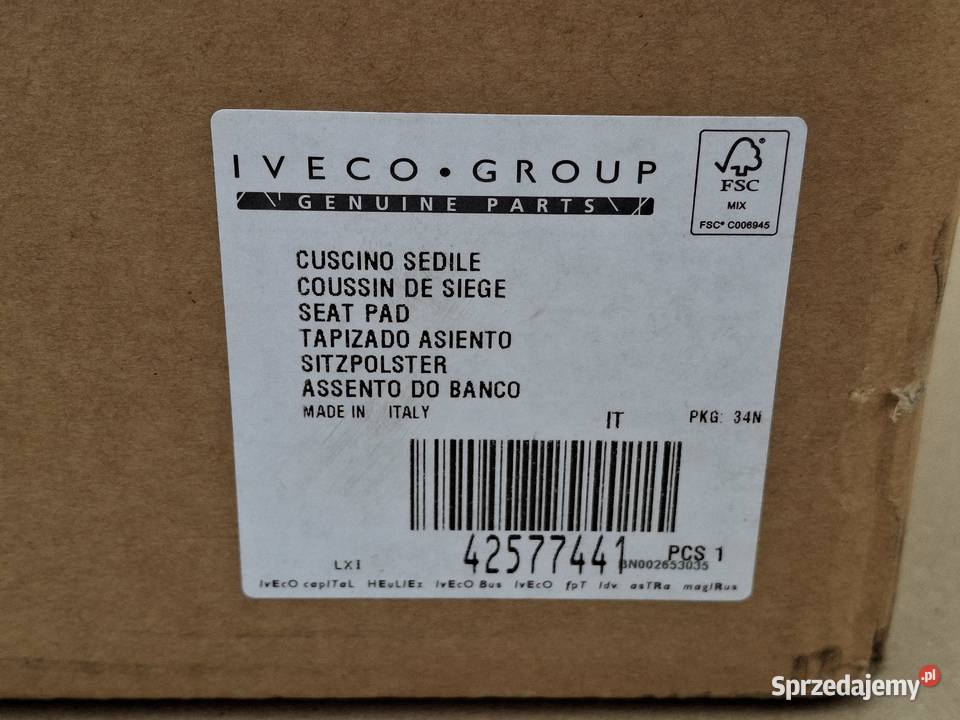 IVECO • GROUP
GENUINE PARTS
FSC
MIX
FSC® C006945
CUSCINO SEDILE
COUSSIN DE SIEGE
SEAT PAD
TAPIZADO ASIENTO
SITZPOLSTER
ASSENTO DO BANCO
MADE IN ITALY
IT
PKG: 34N
42577441
PCS 1
LXI
BN002653035
IvEcO capITaL HEuLIEz IvEcO Bus IvEcO fpT Idv asTRa magIRus
Sprzedajemy.pl